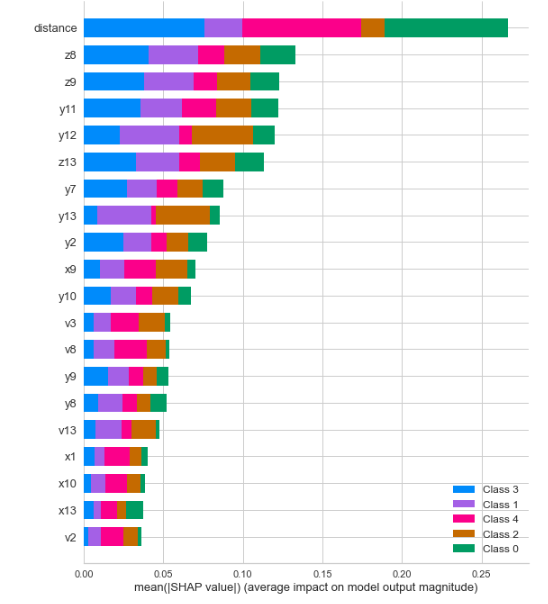 distance
z8
z9
y11
y12
z13
y7
y13
y2
x9
y10
v3
v8
y9
y8
v13
x1
x10
x13
v2
Class 3
Class 1
Class 4
Class 2
Class 0
0.00 0.05 0.10 0.15 0.20 0.25
mean(|SHAP value|) (average impact on model output magnitude)